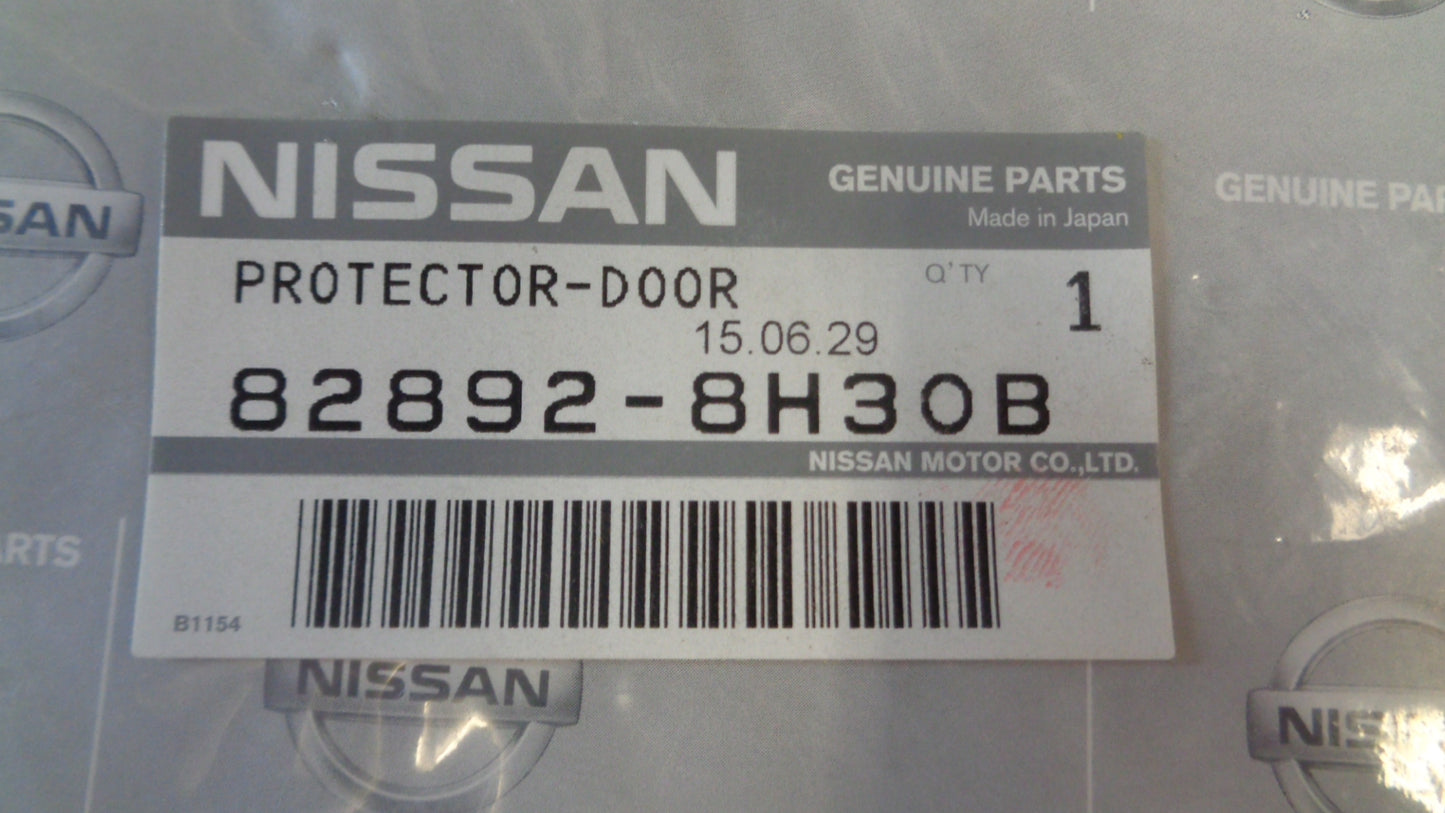 NISSAN
GENUINE PARTS
Made in Japan
PROTECTOR-DOOR
Q'TY 1
15.06.29
82892-8H30B
NISSAN MOTOR CO.,LTD.
B1154
SAN
GENUINE PAR
ARTS
NISSAN
NIS